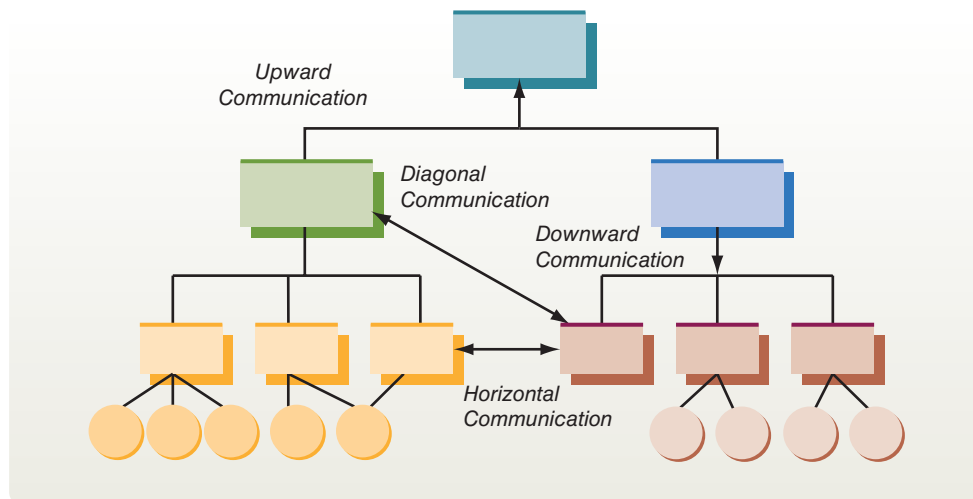 Upward
Communication
Diagonal
Communication
Downward
Communication
Horizontal
Communication